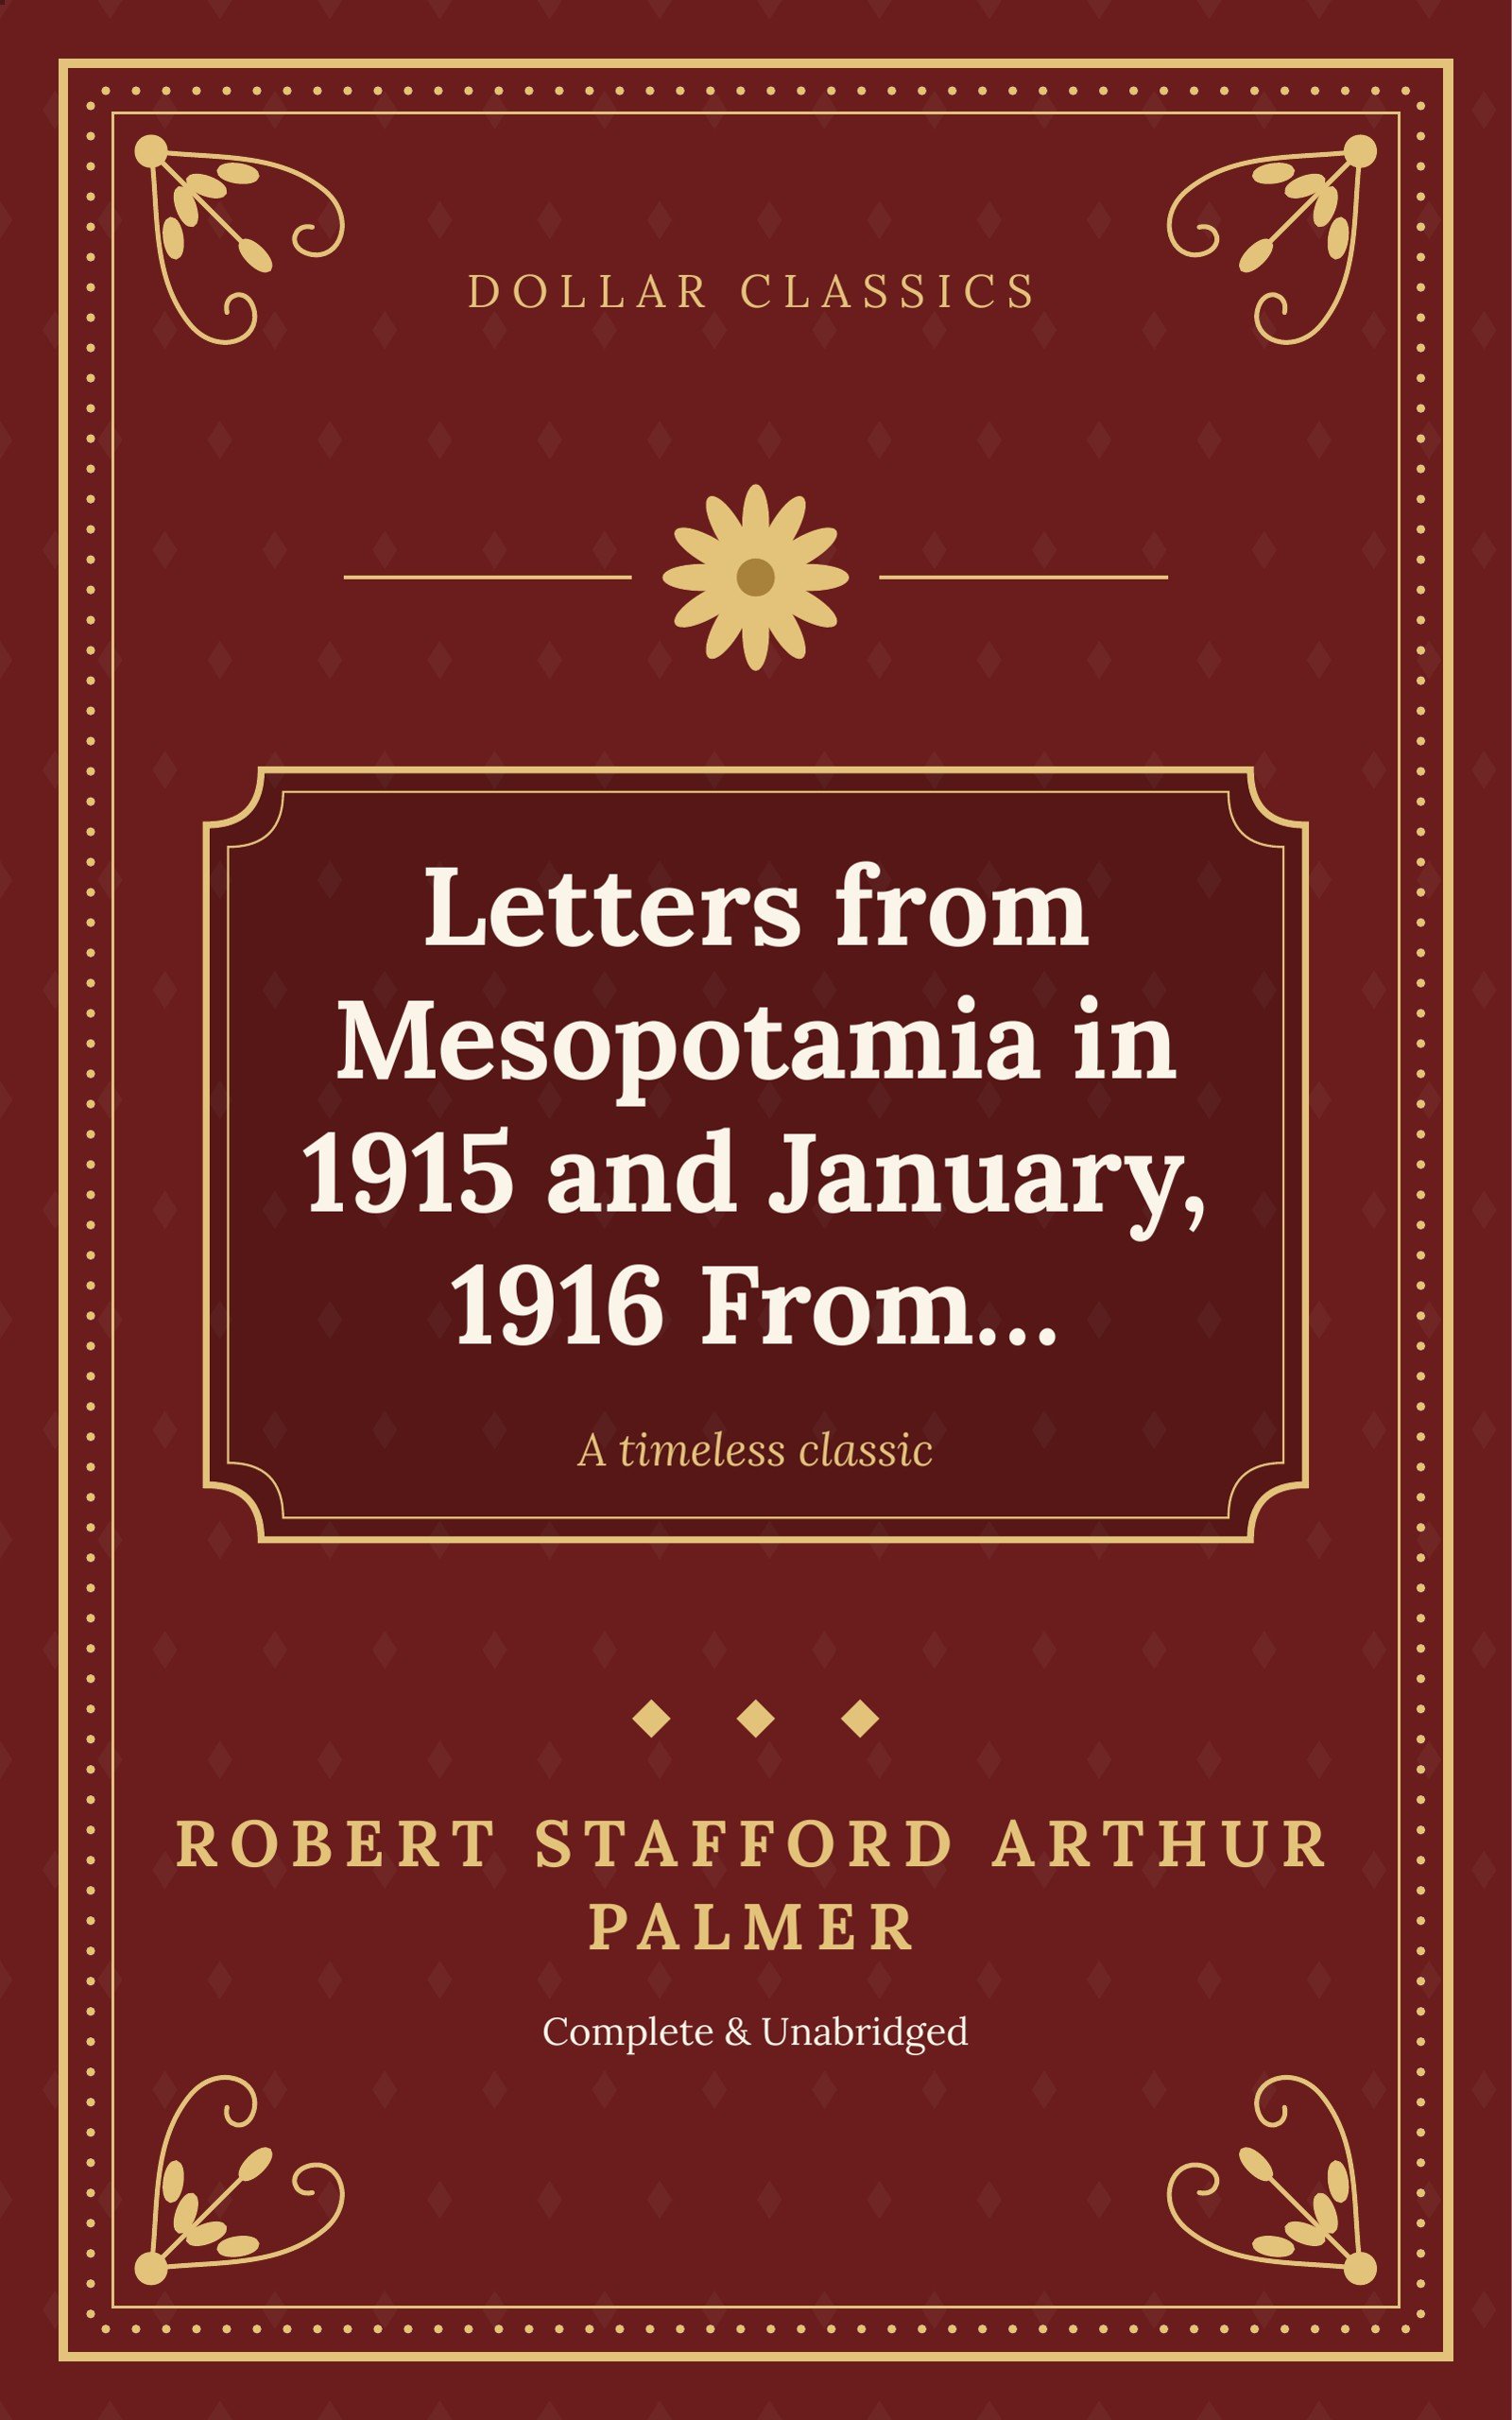 DOLLAR CLASSICS
Letters from
Mesopotamia in
1915 and January,
1916 From...
A timeless classic
ROBERT STAFFORD ARTHUR
PALMER
Complete & Unabridged